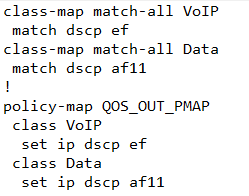 class-map match-all VoIP
 match dscp ef
class-map match-all Data
 match dscp af11
!
policy-map QOS_OUT_PMAP
 class VoIP
  set ip dscp ef
 class Data
  set ip dscp af11